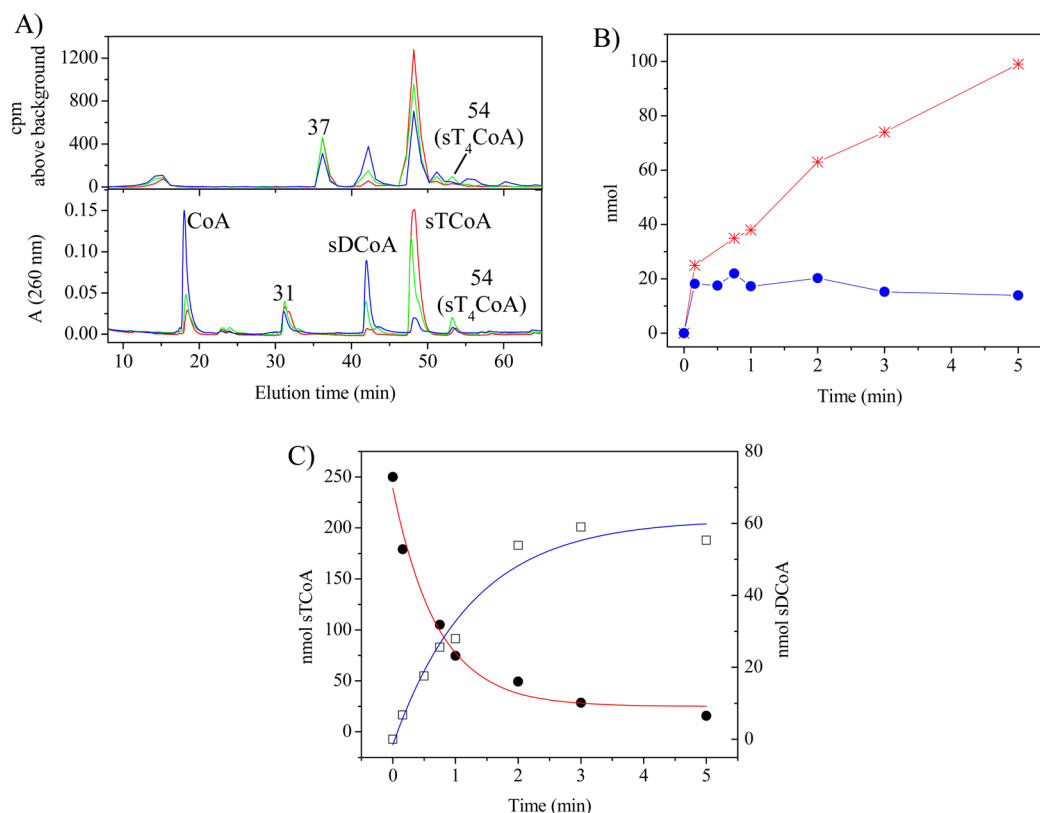 A)
cpm
above background
1200
800
400
0
37
54
(sT₄CoA)
A (260 nm)
0.15
0.10
0.05
0.00
CoA
31
sDCoA
sTCoA
54
(sT₄CoA)
10 20 30 40 50 60
Elution time (min)
B)
nmol
100
80
60
40
20
0
0 1 2 3 4 5
Time (min)
C)
nmol sTCoA
250
200
150
100
50
0
80
60
40
20
0
nmol sDCoA
0 1 2 3 4 5
Time (min)